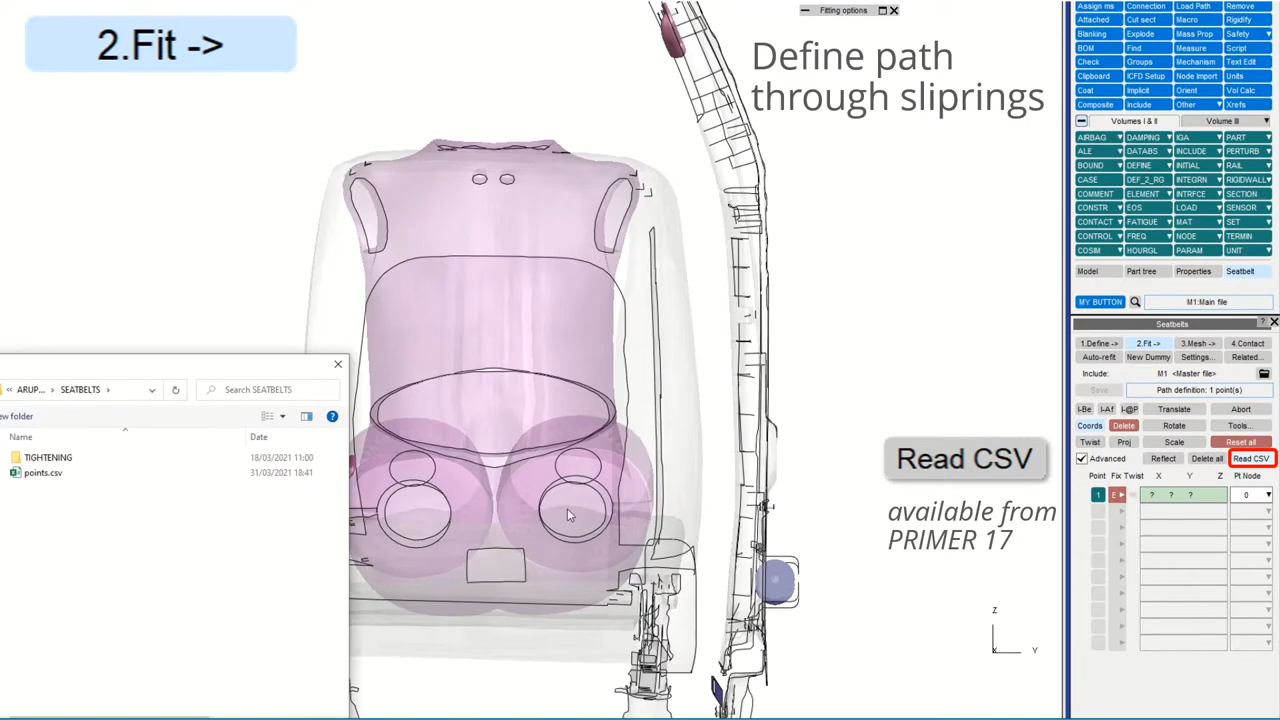 2.Fit ->
Fitting options
Define path
through sliprings
Assign ms Connection Load Path Remove
Attached Cut sect Macro Rigidify
Blanking Explode Mass Prop Safety
BOM Find Measure Script
Check Groups Mechanism Text Edit
Clipboard ICFD Setup Node Import Units
Coat Implicit Orient Vol Calc
Composite Include Other Xrefs
Volumes I & II Volume III
AIRBAG DAMPING IGA PART
ALE DATABS INCLUDE PERTURB
BOUND DEFINE INITIAL RAIL
CASE DEF_2_RG INTEGRN RIGIDWALL
COMMENT ELEMENT INTRFCE SECTION
CONSTR EOS LOAD SENSOR
CONTACT FATIGUE MAT SET
CONTROL FREQ NODE TERMIN
COSIM HOURGL PARAM UNIT
Model Part tree Properties Seatbelt
MY BUTTON M1:Main file
Seatbelts ?
1.Define -> 2.Fit -> 3.Mesh -> 4.Contact
Auto-refit New Dummy Settings... Related...
Include: M1 <Master file>
Save Path definition: 1 point(s)
I-Be I-Af I-@P Translate Abort
Coords Delete Rotate Tools...
Twist Proj Scale Reset all
Advanced Reflect Delete all Read CSV
Point Fix Twist X Y Z Pt Node
1 E ? ? ? 0
« ARUP... › SEATBELTS › Search SEATBELTS
ew folder
Name Date
TIGHTENING 18/03/2021 11:00
points.csv 31/03/2021 18:41
Read CSV
available from
PRIMER 17
Z
X Y